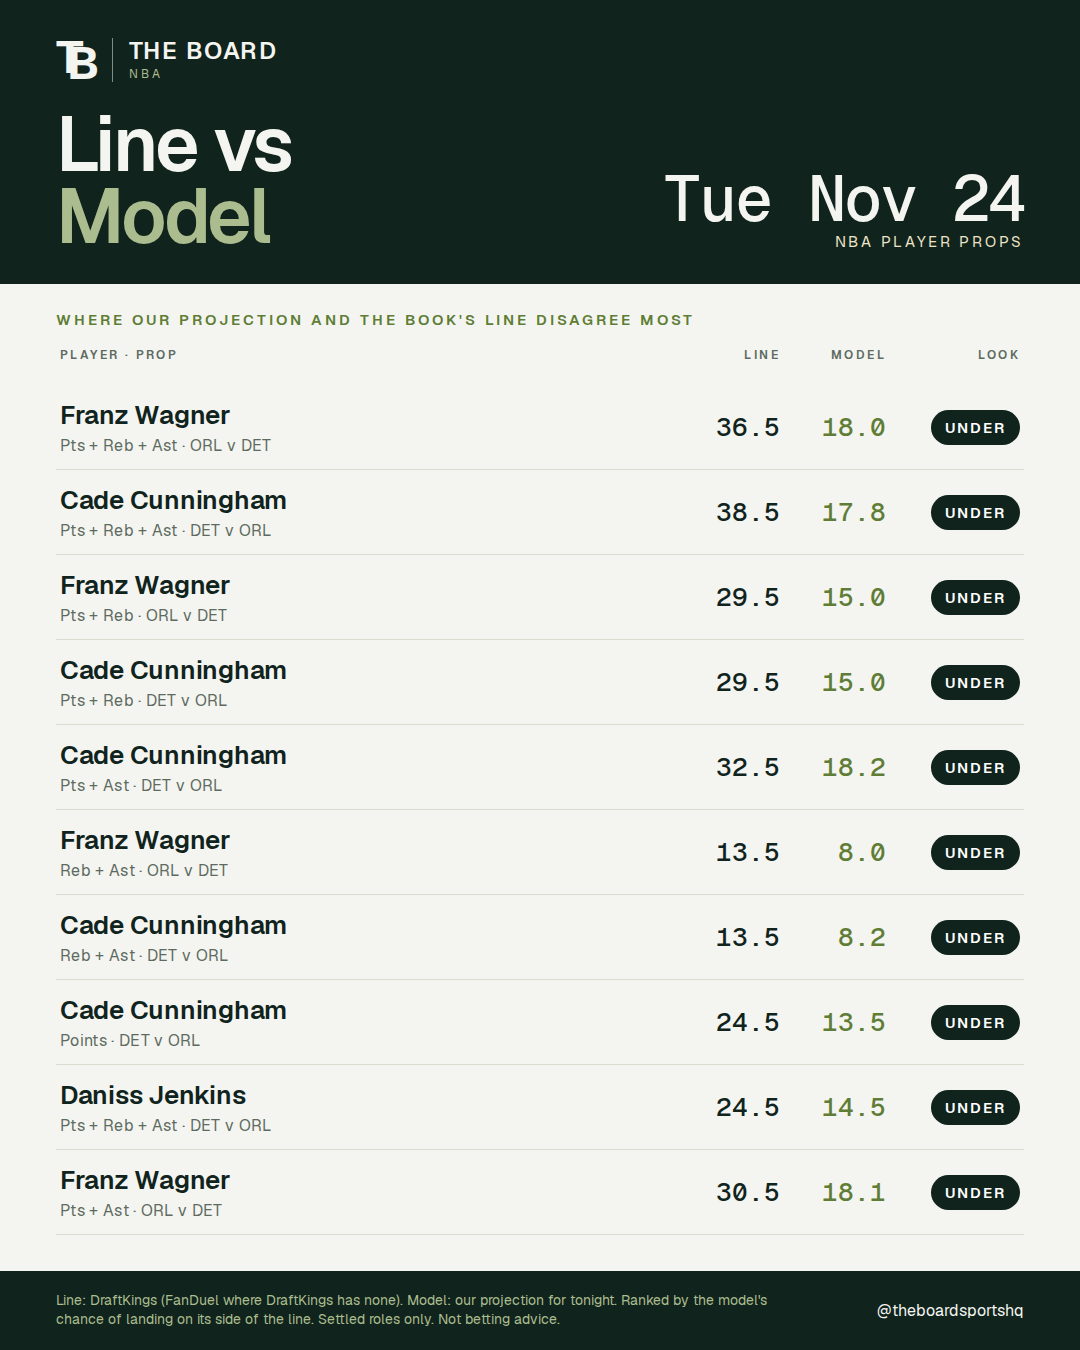 TB
THE BOARD
NBA
Line vs
Model
Tue Nov 24
NBA PLAYER PROPS
WHERE OUR PROJECTION AND THE BOOK'S LINE DISAGREE MOST
PLAYER · PROP LINE MODEL LOOK
Franz Wagner
Pts + Reb + Ast · ORL v DET
36.5 18.0 UNDER
Cade Cunningham
Pts + Reb + Ast · DET v ORL
38.5 17.8 UNDER
Franz Wagner
Pts + Reb · ORL v DET
29.5 15.0 UNDER
Cade Cunningham
Pts + Reb · DET v ORL
29.5 15.0 UNDER
Cade Cunningham
Pts + Ast · DET v ORL
32.5 18.2 UNDER
Franz Wagner
Reb + Ast · ORL v DET
13.5 8.0 UNDER
Cade Cunningham
Reb + Ast · DET v ORL
13.5 8.2 UNDER
Cade Cunningham
Points · DET v ORL
24.5 13.5 UNDER
Daniss Jenkins
Pts + Reb + Ast · DET v ORL
24.5 14.5 UNDER
Franz Wagner
Pts + Ast · ORL v DET
30.5 18.1 UNDER
Line: DraftKings (FanDuel where DraftKings has none). Model: our projection for tonight. Ranked by the model's
chance of landing on its side of the line. Settled roles only. Not betting advice.
@theboardsportshq